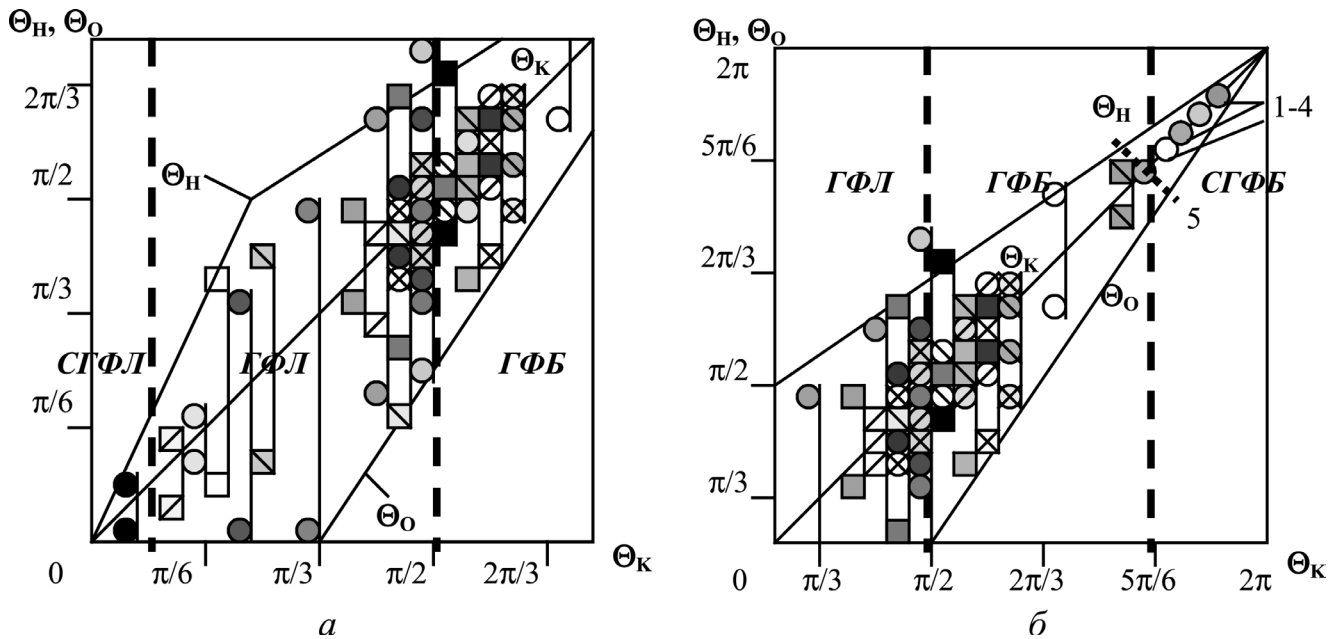 Θн, Θо
2π/3
π/2
π/3
π/6
0
Θн
Θк
СГФЛ
ГФЛ
ГФБ
Θо
π/6
π/3
π/2
2π/3
Θк
а
Θн, Θо
2π
5π/6
2π/3
π/2
π/3
0
Θн
1-4
ГФЛ
ГФБ
СГФБ
5
Θк
Θо
π/3
π/2
2π/3
5π/6
2π
Θк
б